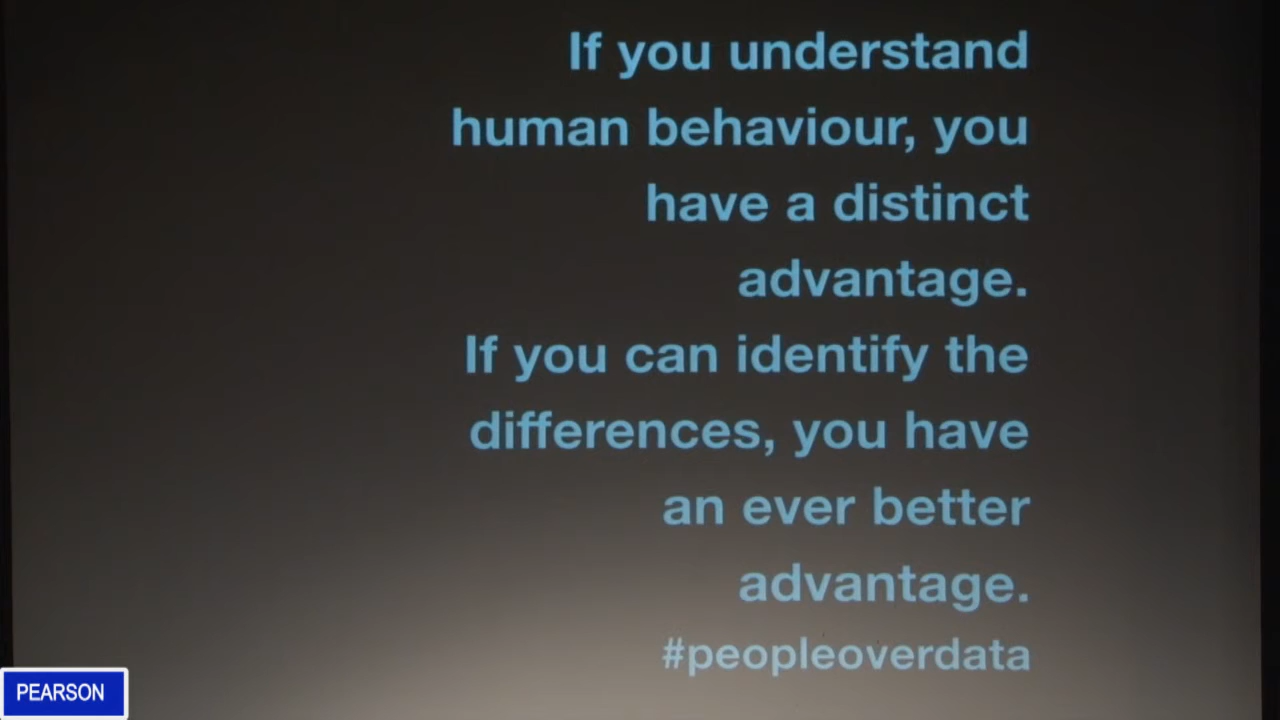 If you understand
human behaviour, you
have a distinct
advantage.
If you can identify the
differences, you have
an ever better
advantage.
#peopleoverdata
PEARSON